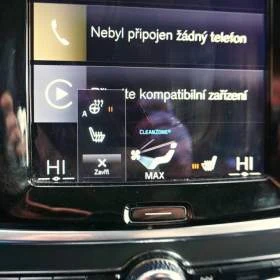 Nebyl připojen žádný telefon
kompatibilní zařízení
A
CLEANZONE
HI
Zavřít
MAX
HI